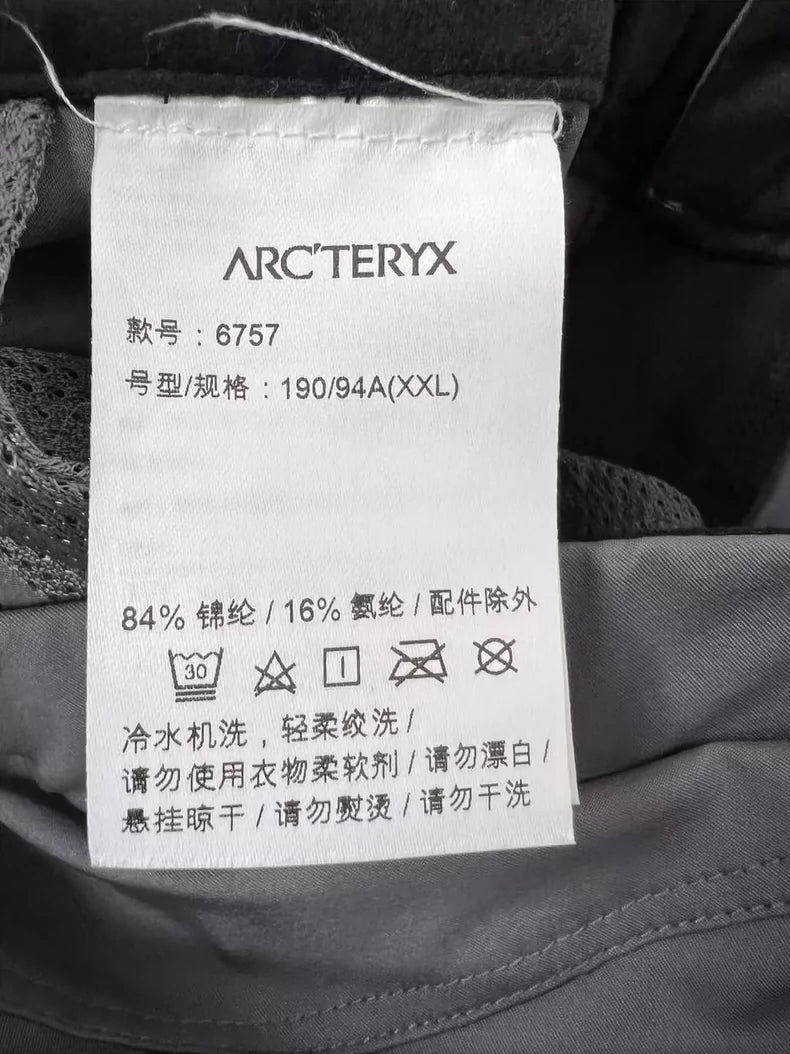 ARC'TERYX
款号：6757
号型/规格：190/94A(XXL)
84% 锦纶 / 16% 氨纶 / 配件除外
30
冷水机洗，轻柔绞洗 /
请勿使用衣物柔软剂 / 请勿漂白 /
悬挂晾干 / 请勿熨烫 / 请勿干洗